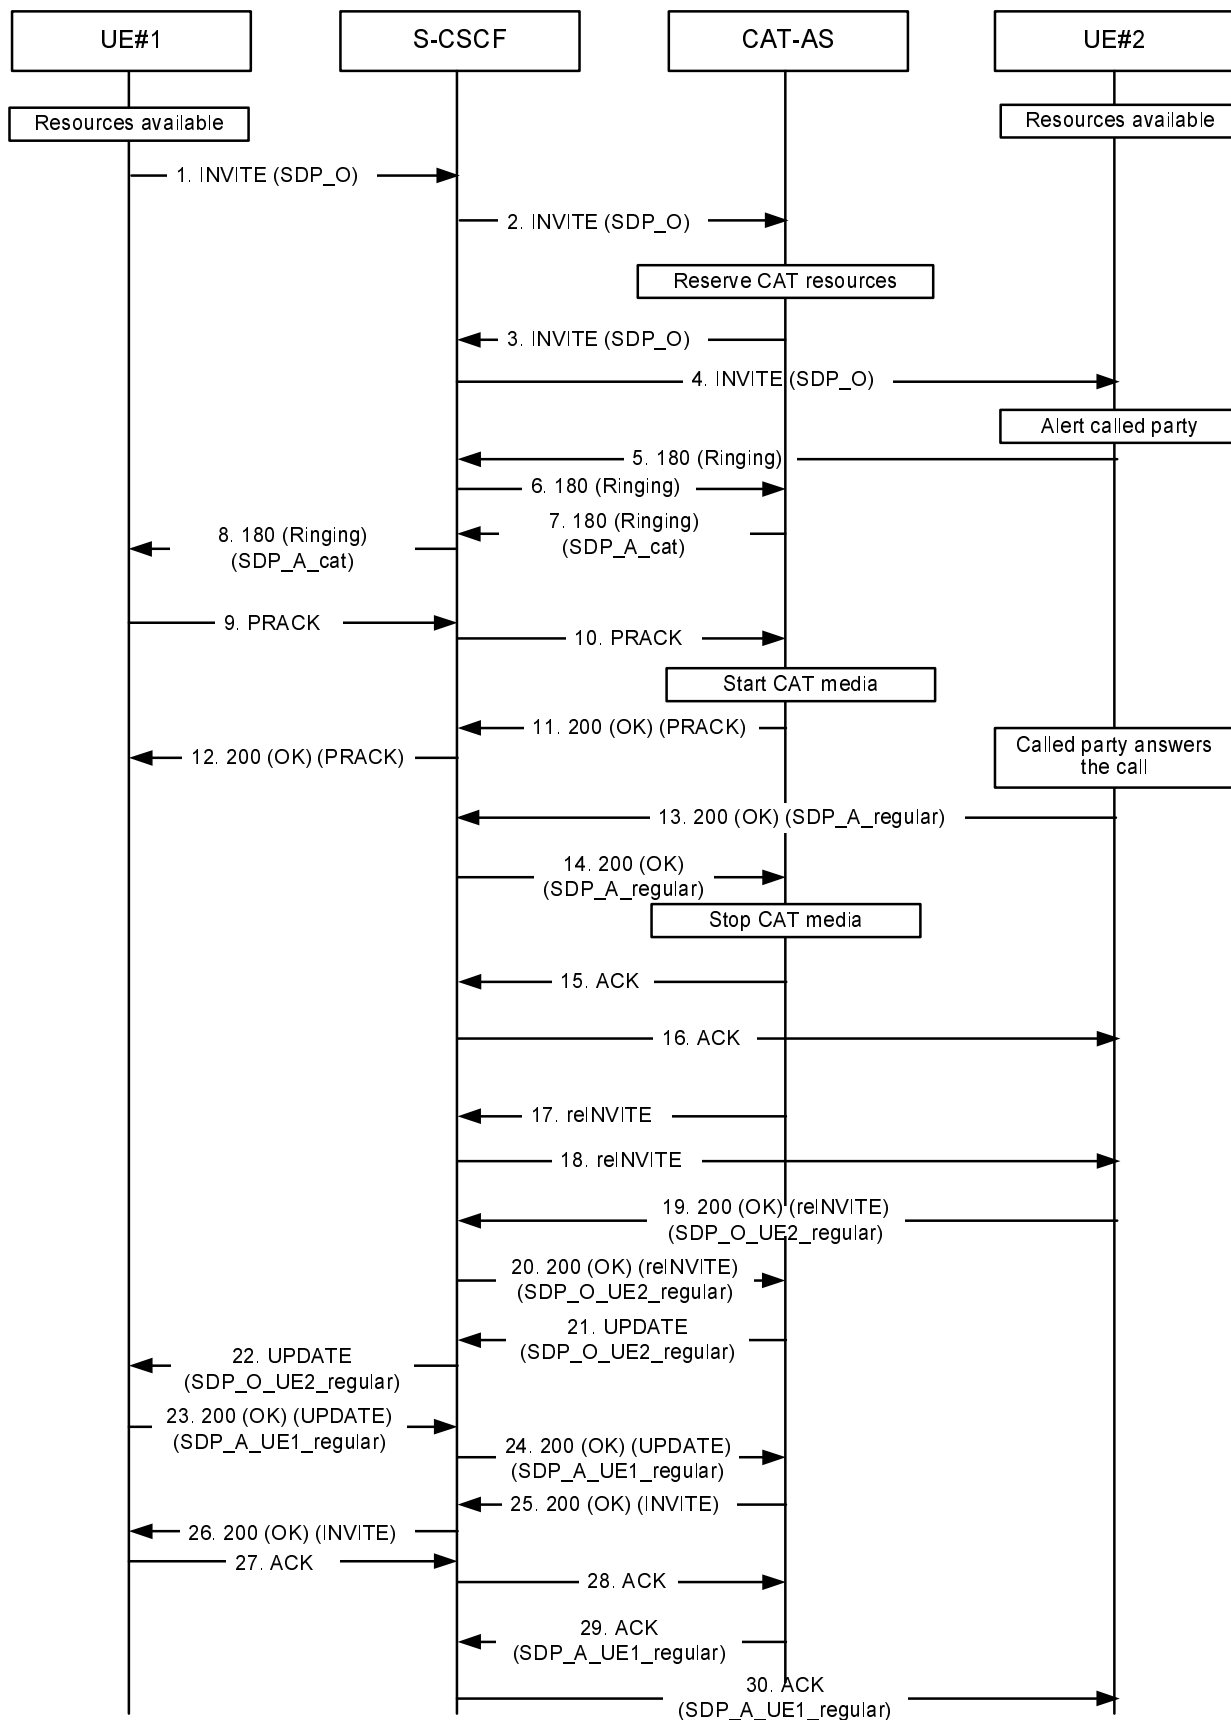 UE#1
S-CSCF
CAT-AS
UE#2
Resources available
Resources available
1. INVITE (SDP_O)
2. INVITE (SDP_O)
Reserve CAT resources
3. INVITE (SDP_O)
4. INVITE (SDP_O)
Alert called party
5. 180 (Ringing)
6. 180 (Ringing)
7. 180 (Ringing)
(SDP_A_cat)
8. 180 (Ringing)
(SDP_A_cat)
9. PRACK
10. PRACK
Start CAT media
11. 200 (OK) (PRACK)
12. 200 (OK) (PRACK)
Called party answers
the call
13. 200 (OK) (SDP_A_regular)
14. 200 (OK)
(SDP_A_regular)
Stop CAT media
15. ACK
16. ACK
17. reINVITE
18. reINVITE
19. 200 (OK) (reINVITE)
(SDP_O_UE2_regular)
20. 200 (OK) (reINVITE)
(SDP_O_UE2_regular)
21. UPDATE
(SDP_O_UE2_regular)
22. UPDATE
(SDP_O_UE2_regular)
23. 200 (OK) (UPDATE)
(SDP_A_UE1_regular)
24. 200 (OK) (UPDATE)
(SDP_A_UE1_regular)
25. 200 (OK) (INVITE)
26. 200 (OK) (INVITE)
27. ACK
28. ACK
29. ACK
(SDP_A_UE1_regular)
30. ACK
(SDP_A_UE1_regular)